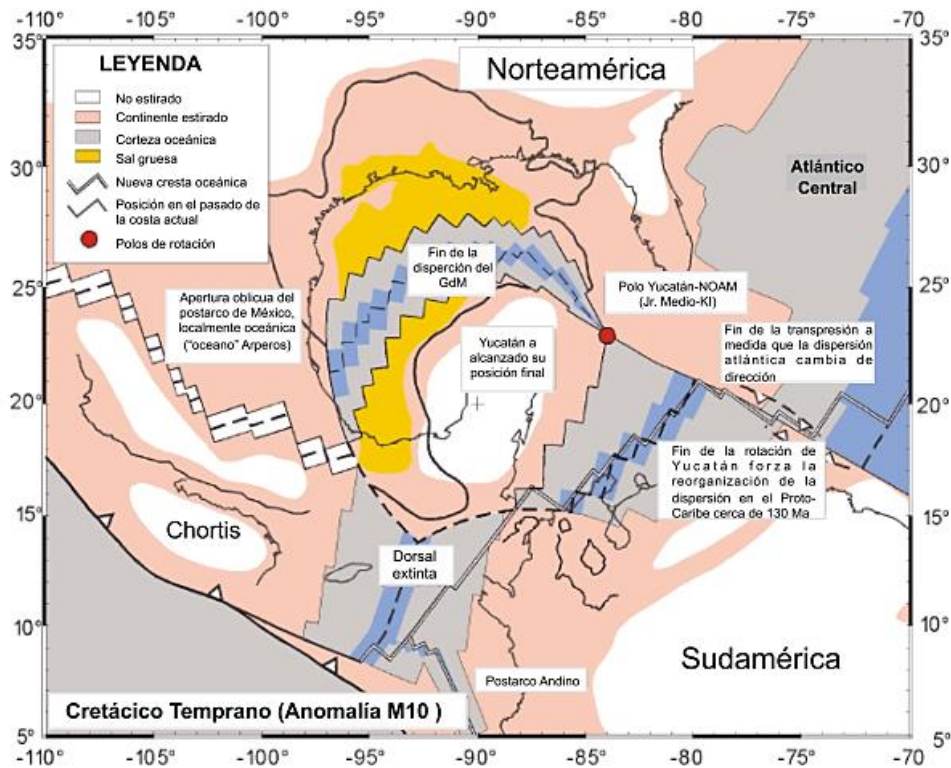 -110° -105° -100° -95° -90° -84° -80° -75° -70°
35° 35°
LEYENDA
No estirado
Continente estirado
Corteza oceánica
Sal gruesa
Nueva cresta oceánica
Posición en el pasado de
la costa actual
Polos de rotación
Norteamérica
Atlántico
Central
30° 30°
Fin de la
disperción del
GdM
25° 25°
Apertura oblicua del
postarco de México,
localmente oceánica
("oceano" Arperos)
Polo Yucatán-NOAM
(Jr. Medio-KI)
Yucatán a
alcanzado su
posición final
Fin de la transpresión a
medida que la dispersión
atlántica cambia de
dirección
20° 20°
Fin de la rotación de
Yucatán forza la
reorganización de la
dispersión en el Proto-
Caribe cerca de 130 Ma
15° 15°
Chortis
Dorsal
extinta
10° 10°
Sudamérica
Postarco Andino
Cretácico Temprano (Anomalía M10 )
5° 5°
-110° -105° -100° -95° -90° -84° -80° -75° -70°